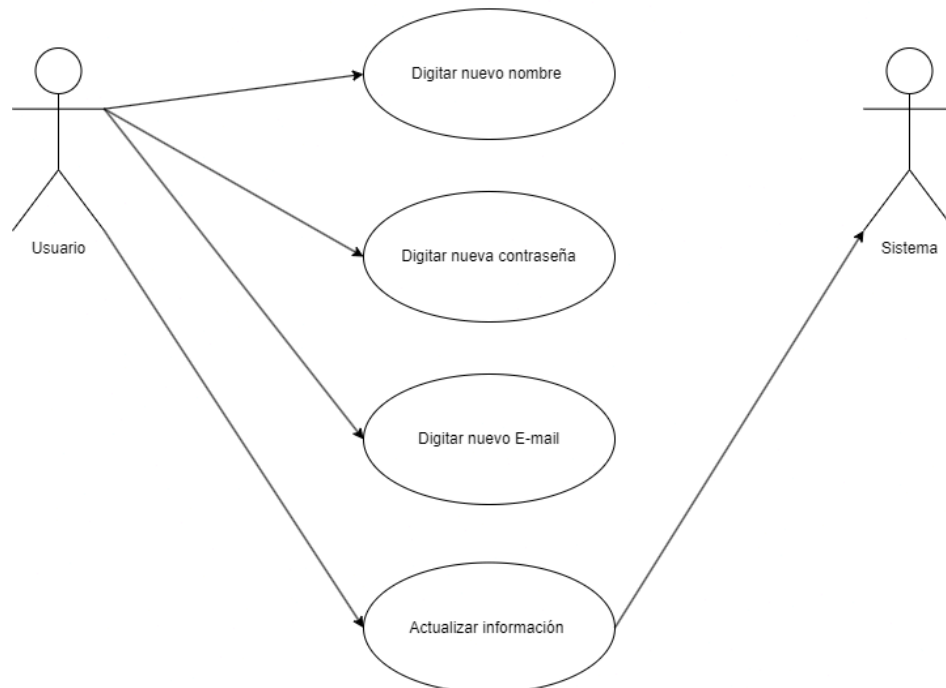 Digitar nuevo nombre
Usuario
Sistema
Digitar nueva contraseña
Digitar nuevo E-mail
Actualizar información